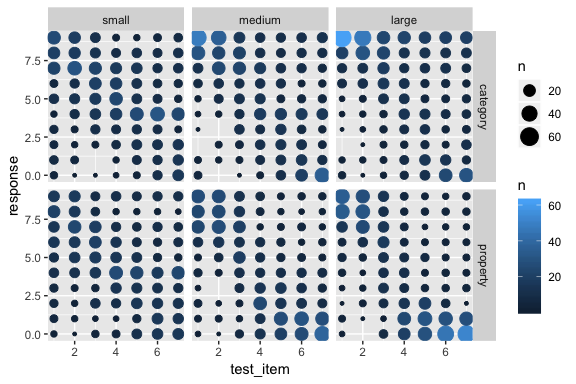 small medium large
n
20
40
60
n
60
40
20
7.5
5.0
2.5
0.0
category
7.5
5.0
2.5
0.0
property
response
2 4 6 2 4 6 2 4 6
test_item